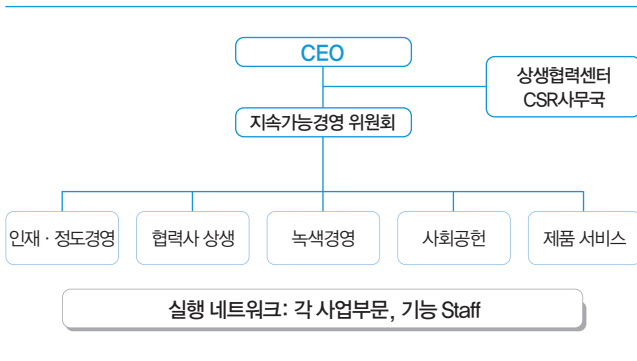 CEO
상생협력센터
CSR사무국
지속가능경영 위원회
인재 · 정도경영
협력사 상생
녹색경영
사회공헌
제품 서비스
실행 네트워크: 각 사업부문, 기능 Staff